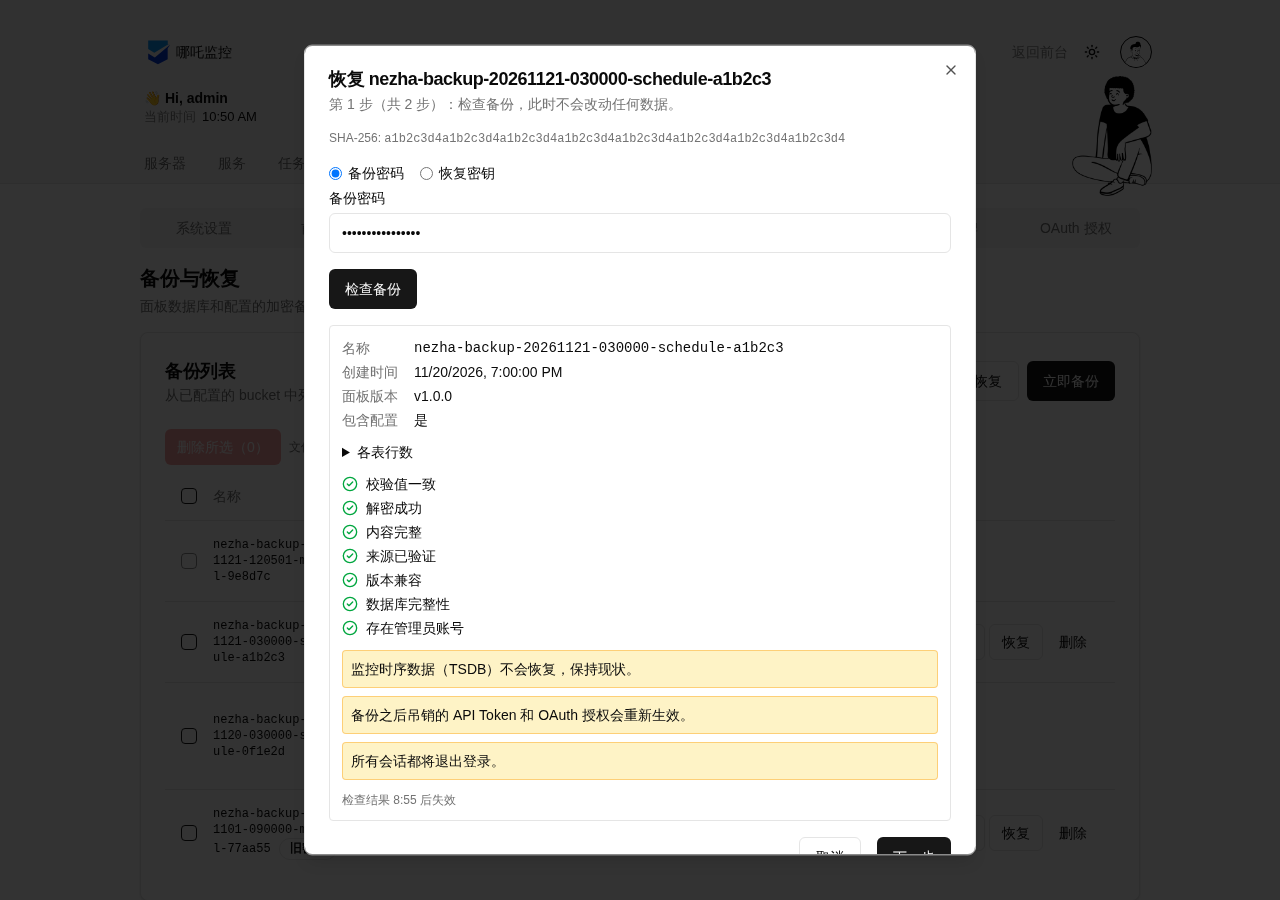 哪吒监控
返回前台
👋 Hi, admin
当前时间 10:50 AM
服务器 服务 任务
系统设置
OAuth 授权
备份与恢复
面板数据库和配置的加密备
备份列表
从已配置的 bucket 中列
恢复
立即备份
删除所选（0）
名称
nezha-backup-
1121-120501-m
l-9e8d7c
nezha-backup-
1121-030000-s
ule-a1b2c3
恢复 删除
nezha-backup-
1120-030000-s
ule-0f1e2d
nezha-backup-
1101-090000-m
l-77aa55
恢复 删除
恢复 nezha-backup-20261121-030000-schedule-a1b2c3
第 1 步（共 2 步）：检查备份，此时不会改动任何数据。
SHA-256: a1b2c3d4a1b2c3d4a1b2c3d4a1b2c3d4a1b2c3d4a1b2c3d4a1b2c3d4a1b2c3d4
备份密码 恢复密钥
备份密码
••••••••••••••••
检查备份
名称 nezha-backup-20261121-030000-schedule-a1b2c3
创建时间 11/20/2026, 7:00:00 PM
面板版本 v1.0.0
包含配置 是
各表行数
校验值一致
解密成功
内容完整
来源已验证
版本兼容
数据库完整性
存在管理员账号
监控时序数据（TSDB）不会恢复，保持现状。
备份之后吊销的 API Token 和 OAuth 授权会重新生效。
所有会话都将退出登录。
检查结果 8:55 后失效
取消 下一步